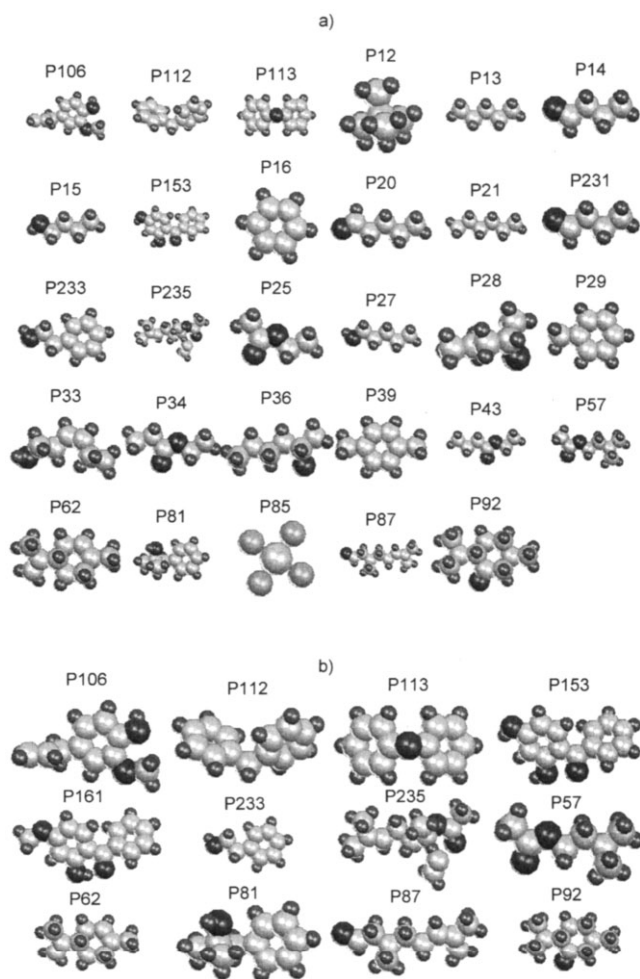 a)
P106 P112 P113 P12 P13 P14
P15 P153 P16 P20 P21 P231
P233 P235 P25 P27 P28 P29
P33 P34 P36 P39 P43 P57
P62 P81 P85 P87 P92
b)
P106 P112 P113 P153
P161 P233 P235 P57
P62 P81 P87 P92